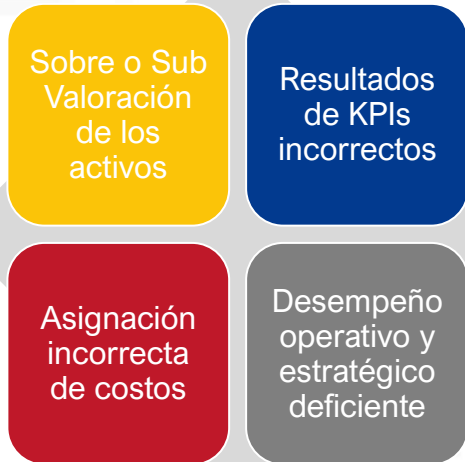 Sobre o Sub
Valoración
de los
activos
Resultados
de KPIs
incorrectos
Asignación
incorrecta
de costos
Desempeño
operativo y
estratégico
deficiente